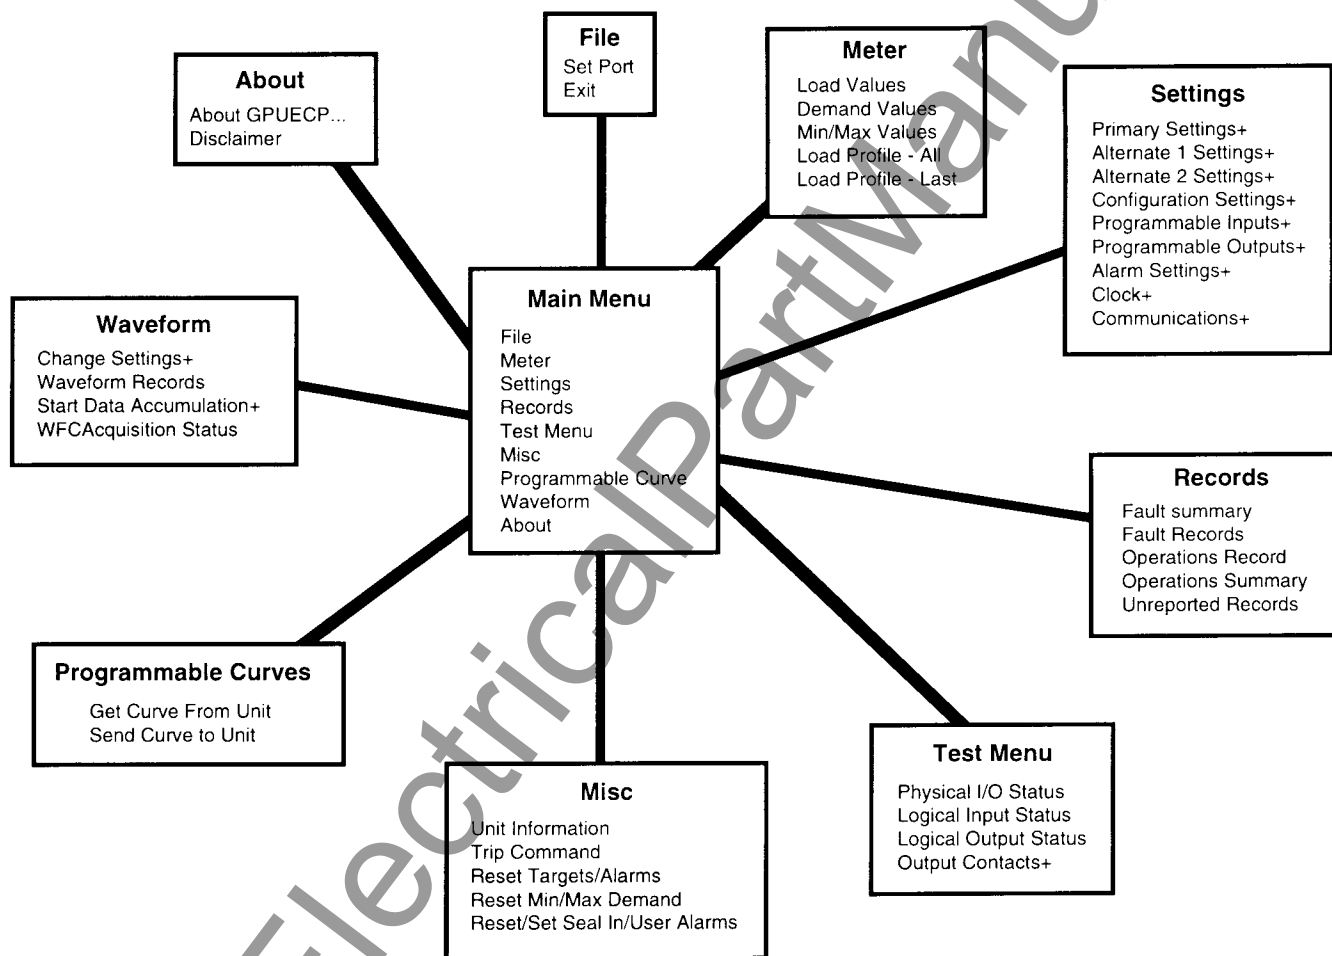 File
Set Port
Exit
About
About GPUECP...
Disclaimer
Meter
Load Values
Demand Values
Min/Max Values
Load Profile - All
Load Profile - Last
Settings
Primary Settings+
Alternate 1 Settings+
Alternate 2 Settings+
Configuration Settings+
Programmable Inputs+
Programmable Outputs+
Alarm Settings+
Clock+
Communications+
Main Menu
File
Meter
Settings
Records
Test Menu
Misc
Programmable Curve
Waveform
About
Waveform
Change Settings+
Waveform Records
Start Data Accumulation+
WFCAcquisition Status
Records
Fault summary
Fault Records
Operations Record
Operations Summary
Unreported Records
Programmable Curves
Get Curve From Unit
Send Curve to Unit
Test Menu
Physical I/O Status
Logical Input Status
Logical Output Status
Output Contacts+
Misc
Unit Information
Trip Command
Reset Targets/Alarms
Reset Min/Max Demand
Reset/Set Seal In/User Alarms
ElectricalPartManu